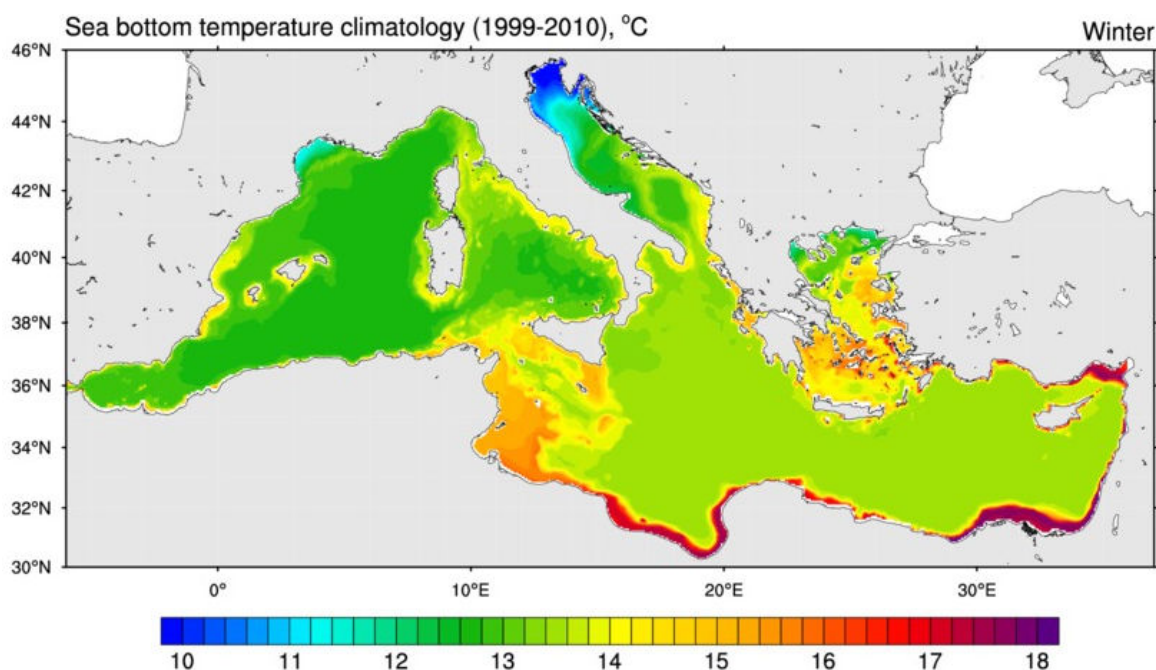 Sea bottom temperature climatology (1999-2010), °C Winter
46°N
44°N
42°N
40°N
38°N
36°N
34°N
32°N
30°N
0° 10°E 20°E 30°E
10 11 12 13 14 15 16 17 18